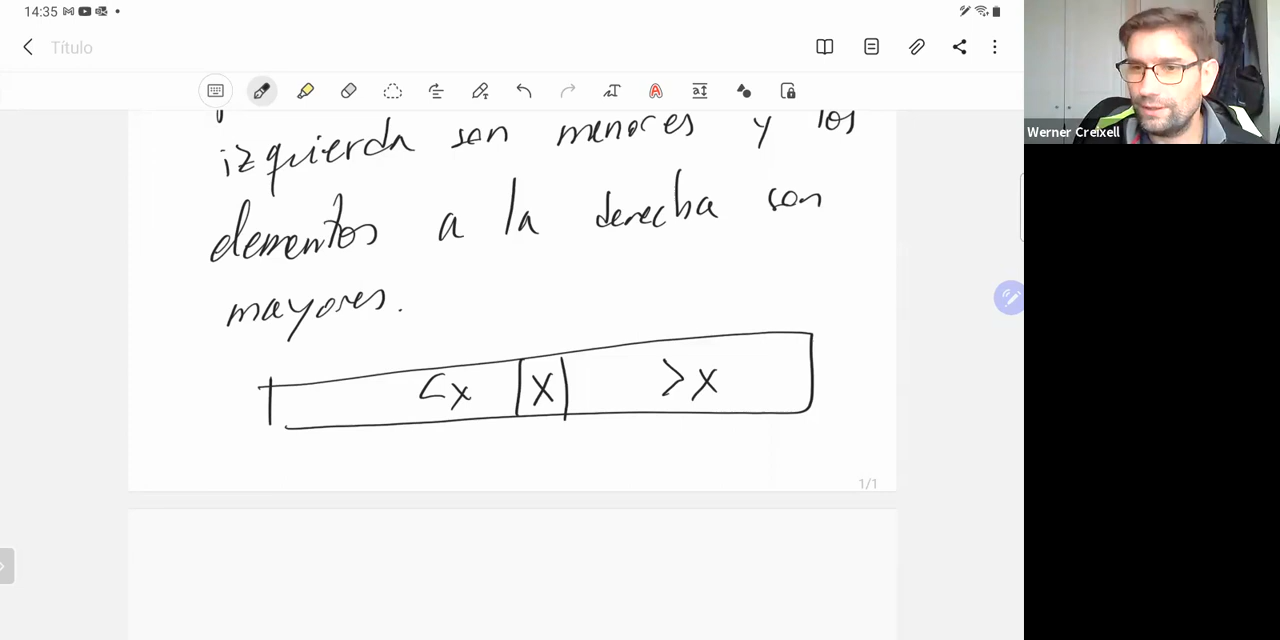 14:35
Título
Werner Creixell
izquierda son menores y los
elementos a la derecha son
mayores.
<x | x | >x
1/1